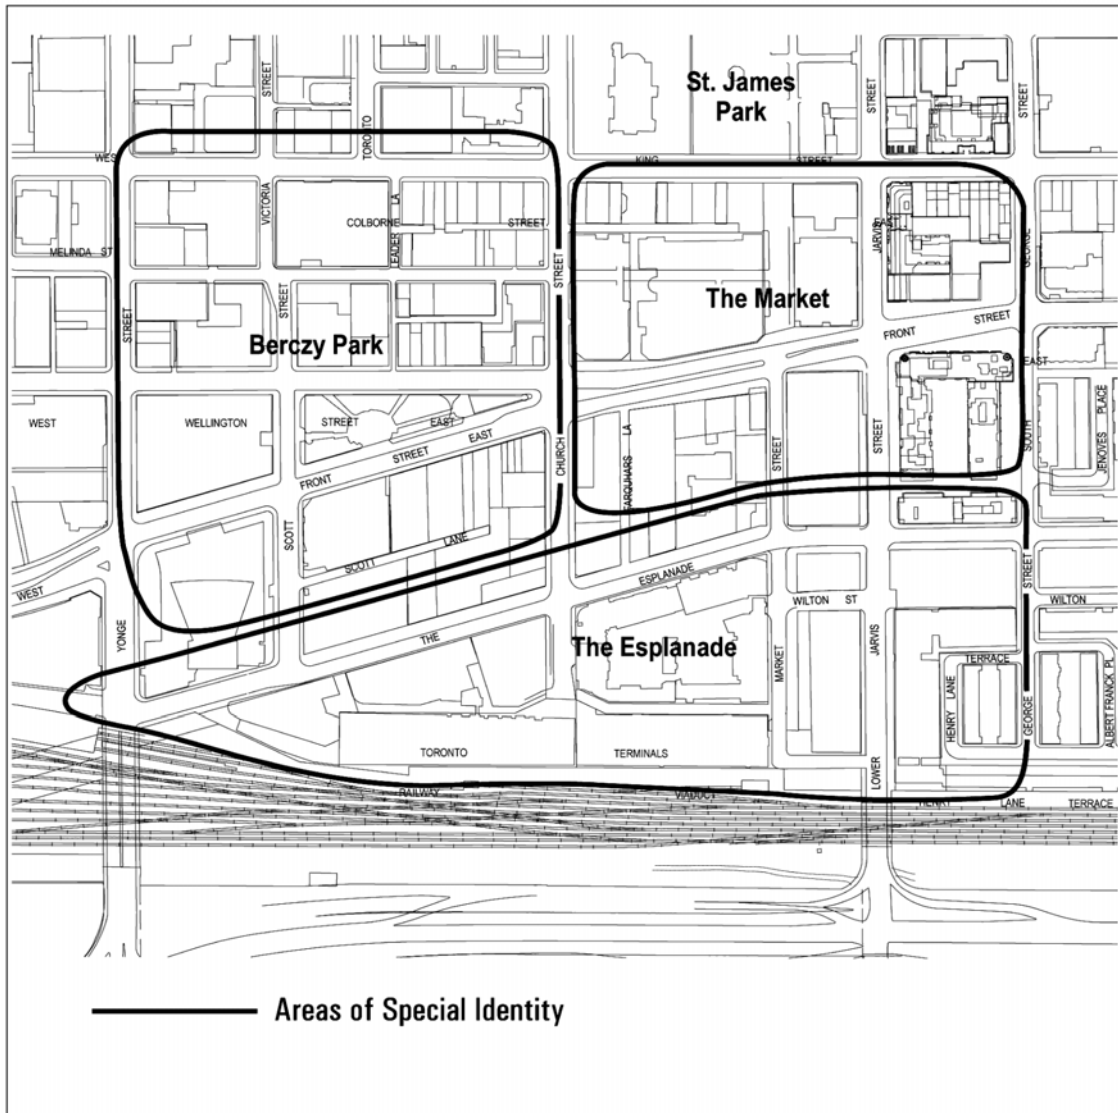 St. James
Park
STREET
STREET
STREET
TORONTO
WES
KING
STREET
VICTORIA
LA
COLBORNE
STREET
LEADER
MELINDA ST
JARVIS
EAST
GEORGE
STREET
STREET
STREET
The Market
FRONT
STREET
Berczy Park
EAST
WEST
WELLINGTON
STREET
EAST
STREET
EAST
FRONT
CHURCH
FARQUHARS LA
STREET
STREET
SOUTH
JENOVES PLACE
SCOTT
SCOTT
LANE
WEST
ESPLANADE
STREET
WILTON ST
WILTON
YONGE
THE
The Esplanade
MARKET
JARVIS
TERRACE
HENRY LANE
GEORGE
ALBERT FRANCK PL
TORONTO
TERMINALS
LOWER
RAILWAY
VIADUCT
HENRY
LANE
TERRACE
Areas of Special Identity